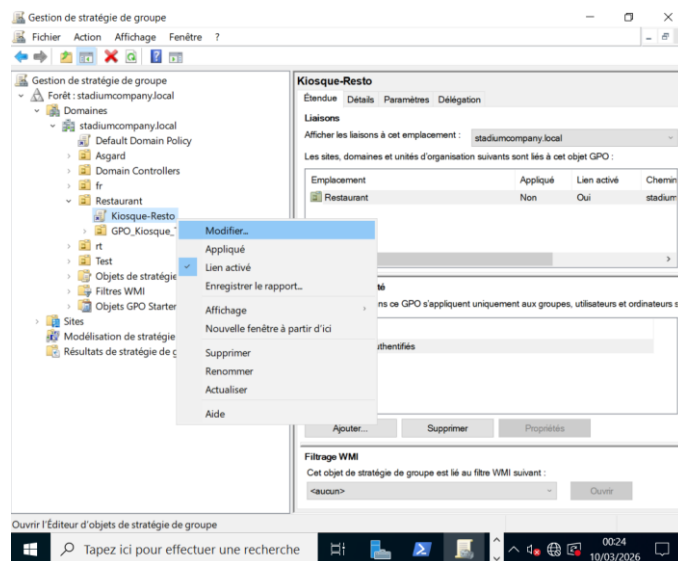 Gestion de stratégie de groupe
Fichier Action Affichage Fenêtre ?
Gestion de stratégie de groupe
Forêt : stadiumcompany.local
Domaines
stadiumcompany.local
Default Domain Policy
Asgard
Domain Controllers
fr
Restaurant
Kiosque-Resto
GPO_Kiosque_
rt
Test
Objets de stratégie
Filtres WMI
Objets GPO Starter
Sites
Modélisation de stratégie
Résultats de stratégie de g
Modifier...
Appliqué
Lien activé
Enregistrer le rapport...
Affichage
Nouvelle fenêtre à partir d'ici
Supprimer
Renommer
Actualiser
Aide
Kiosque-Resto
Étendue Détails Paramètres Délégation
Liaisons
Afficher les liaisons à cet emplacement : stadiumcompany.local
Les sites, domaines et unités d'organisation suivants sont liés à cet objet GPO :
Emplacement Appliqué Lien activé Chemin
Restaurant Non Oui stadium
té
ns ce GPO s'appliquent uniquement aux groupes, utilisateurs et ordinateurs s
uthentifiés
Ajouter... Supprimer Propriétés
Filtrage WMI
Cet objet de stratégie de groupe est lié au filtre WMI suivant :
<aucun> Ouvrir
Ouvrir l'Éditeur d'objets de stratégie de groupe
Tapez ici pour effectuer une recherche
00:24
10/03/2026